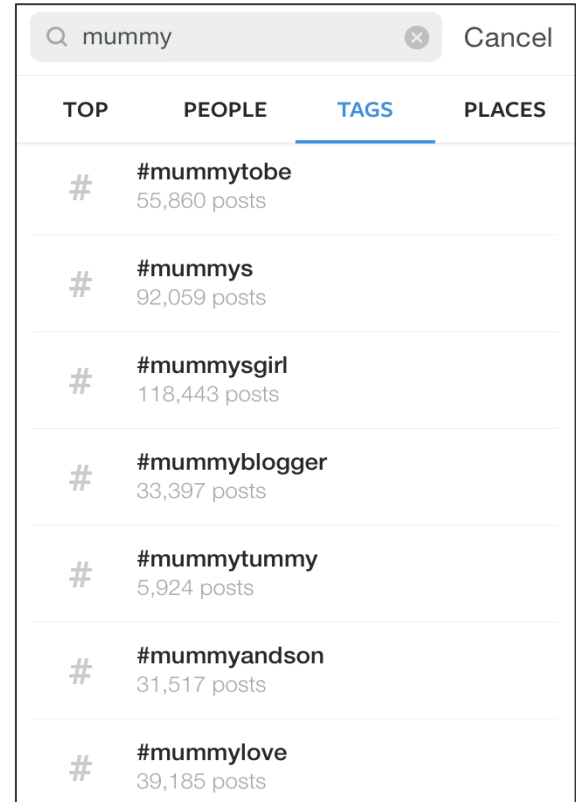 mummy Cancel
TOP PEOPLE TAGS PLACES
# #mummytobe
55,860 posts
# #mummys
92,059 posts
# #mummysgirl
118,443 posts
# #mummyblogger
33,397 posts
# #mummytummy
5,924 posts
# #mummyandson
31,517 posts
# #mummylove
39,185 posts